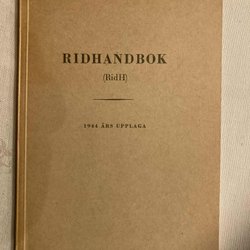 RIDHANDBOK
(RidH)
1944 ÅRS UPPLAGA